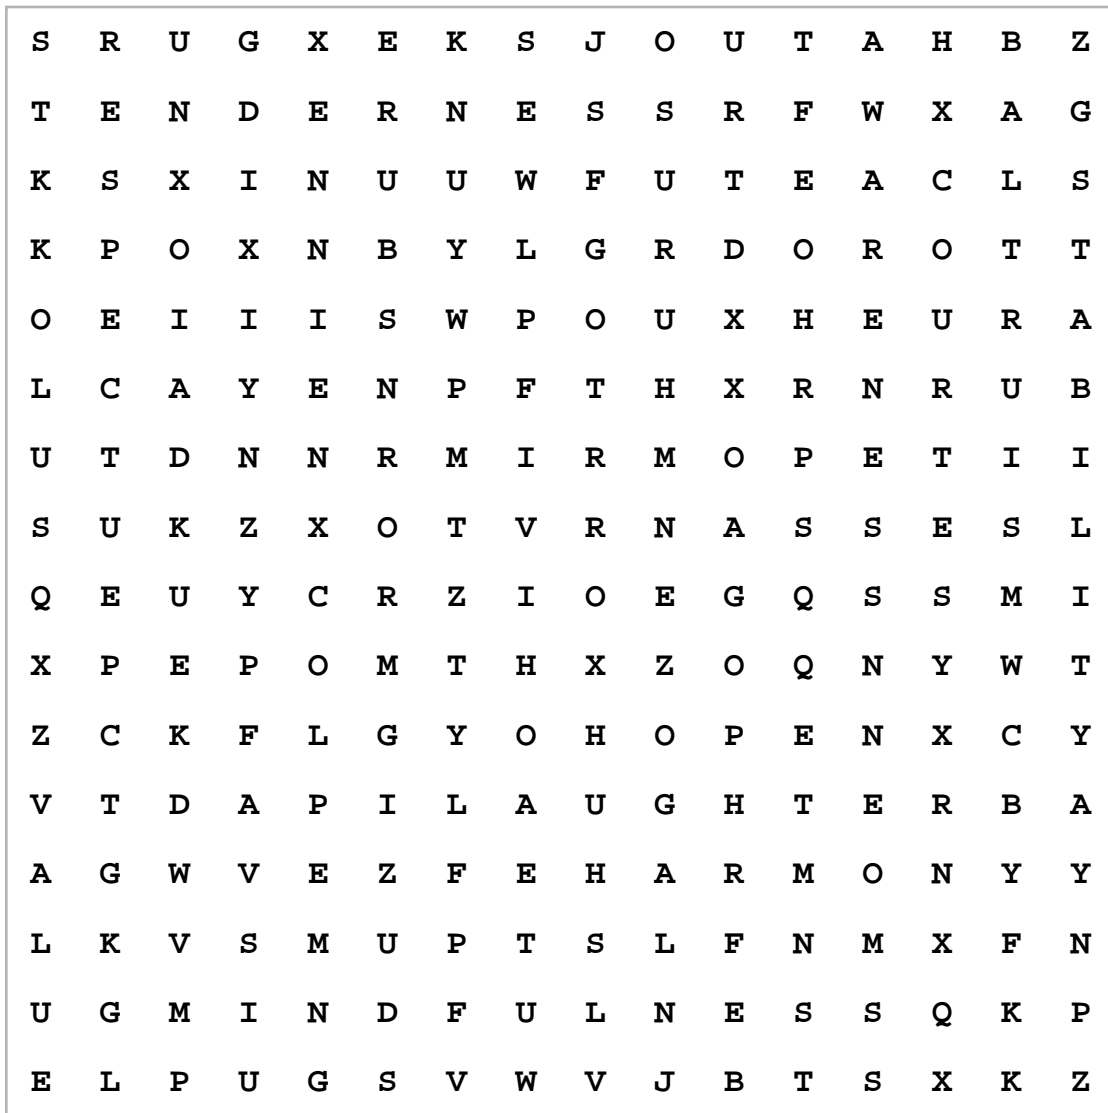 S R U G X E K S J O U T A H B Z
T E N D E R N E S S R F W X A G
K S X I N U U W F U T E A C L S
K P O X N B Y L G R D O R O T T
O E I I I S W P O U X H E U R A
L C A Y E N P F T H X R N R U B
U T D N N R M I R M O P E T I I
S U K Z X O T V R N A S S E S L
Q E U Y C R Z I O E G Q S S M I
X P E P O M T H X Z O Q N Y W T
Z C K F L G Y O H O P E N X C Y
V T D A P I L A U G H T E R B A
A G W V E Z F E H A R M O N Y Y
L K V S M U P T S L F N M X F N
U G M I N D F U L N E S S Q K P
E L P U G S V W V J B T S X K Z